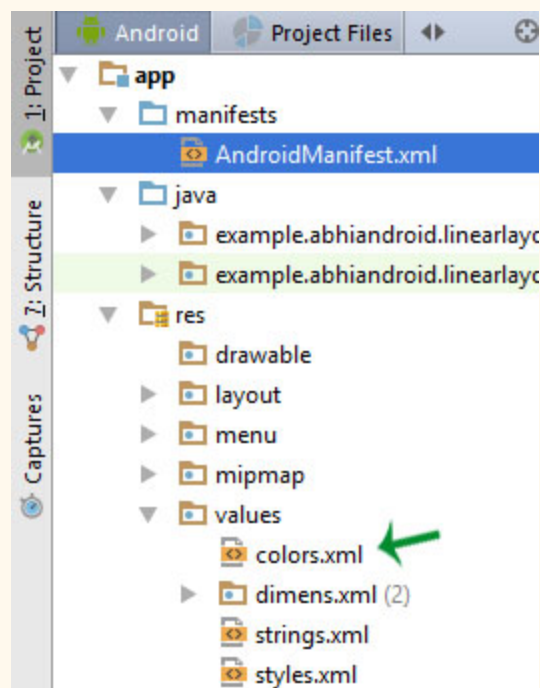 1: Project
7: Structure
Captures
Android Project Files
app
manifests
AndroidManifest.xml
java
example.abhiandroid.linearlayo
example.abhiandroid.linearlayo
res
drawable
layout
menu
mipmap
values
colors.xml
dimens.xml (2)
strings.xml
styles.xml